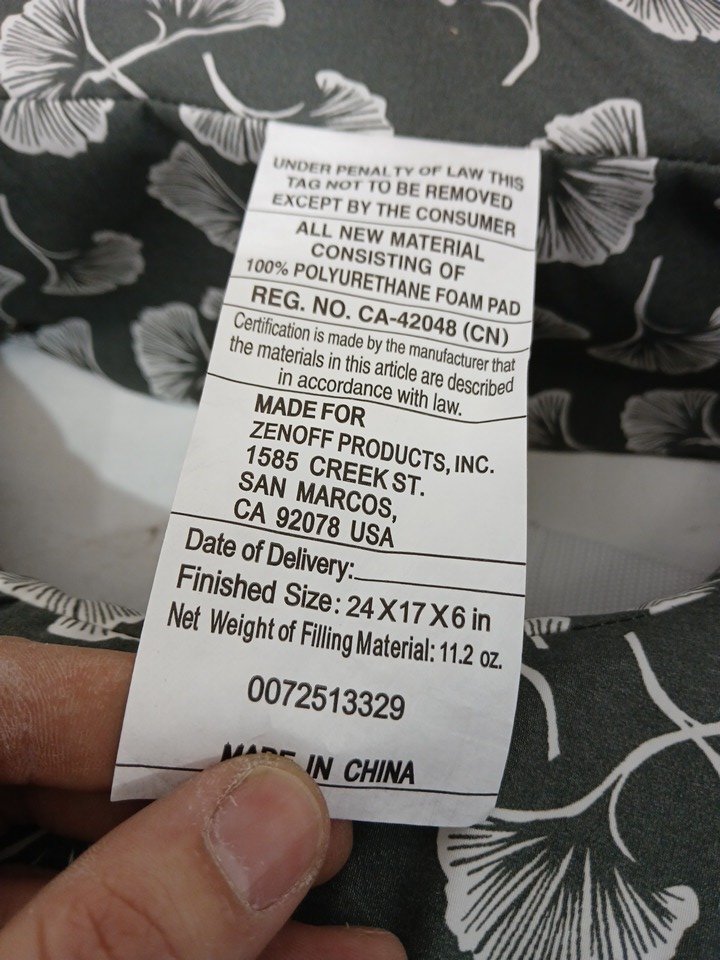 UNDER PENALTY OF LAW THIS
TAG NOT TO BE REMOVED
EXCEPT BY THE CONSUMER
ALL NEW MATERIAL
CONSISTING OF
100% POLYURETHANE FOAM PAD
REG. NO. CA-42048 (CN)
Certification is made by the manufacturer that
the materials in this article are described
in accordance with law.
MADE FOR
ZENOFF PRODUCTS, INC.
1585 CREEK ST.
SAN MARCOS,
CA 92078 USA
Date of Delivery:
Finished Size: 24X17X6 in
Net Weight of Filling Material: 11.2 oz.
0072513329
MADE IN CHINA